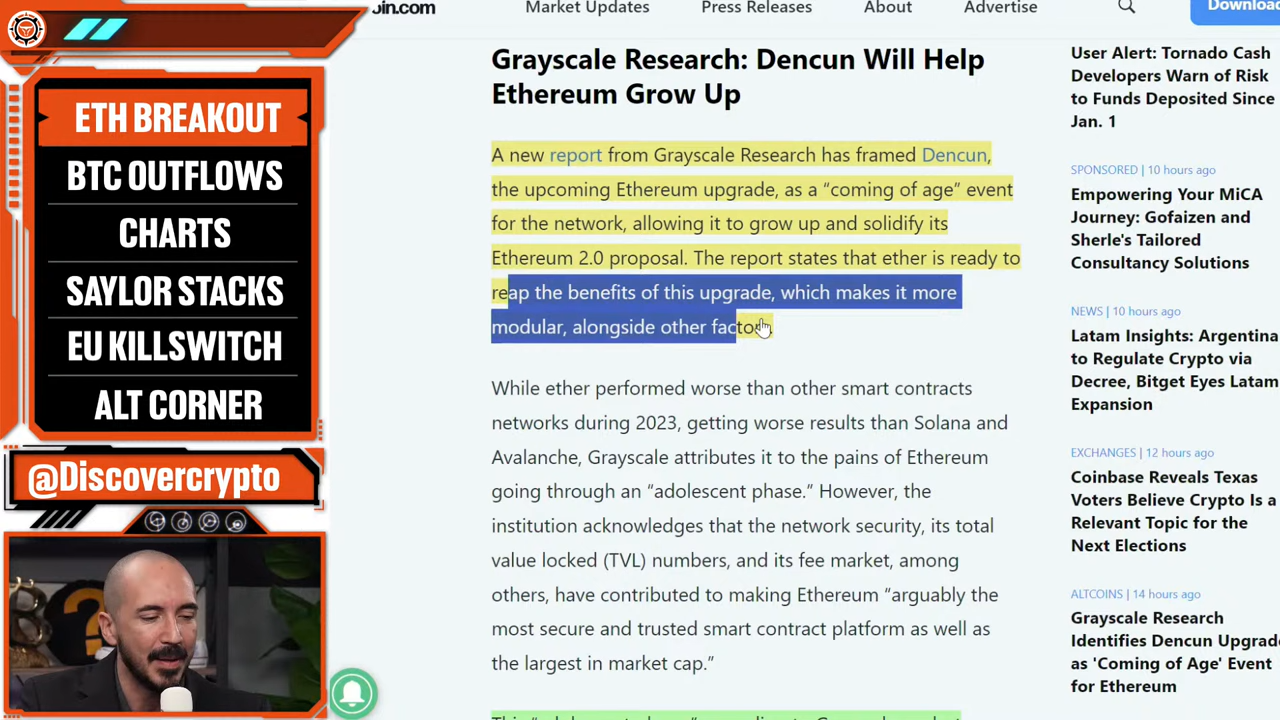 oin.com
Market Updates
Press Releases
About
Advertise
Download
ETH BREAKOUT
BTC OUTFLOWS
CHARTS
SAYLOR STACKS
EU KILLSWITCH
ALT CORNER
@Discovercrypto
Grayscale Research: Dencun Will Help
Ethereum Grow Up
A new report from Grayscale Research has framed Dencun,
the upcoming Ethereum upgrade, as a “coming of age” event
for the network, allowing it to grow up and solidify its
Ethereum 2.0 proposal. The report states that ether is ready to
reap the benefits of this upgrade, which makes it more
modular, alongside other factors.
While ether performed worse than other smart contracts
networks during 2023, getting worse results than Solana and
Avalanche, Grayscale attributes it to the pains of Ethereum
going through an “adolescent phase.” However, the
institution acknowledges that the network security, its total
value locked (TVL) numbers, and its fee market, among
others, have contributed to making Ethereum “arguably the
most secure and trusted smart contract platform as well as
the largest in market cap.”
User Alert: Tornado Cash
Developers Warn of Risk
to Funds Deposited Since
Jan. 1
SPONSORED | 10 hours ago
Empowering Your MiCA
Journey: Gofaizen and
Sherle's Tailored
Consultancy Solutions
NEWS | 10 hours ago
Latam Insights: Argentina
to Regulate Crypto via
Decree, Bitget Eyes Latam
Expansion
EXCHANGES | 12 hours ago
Coinbase Reveals Texas
Voters Believe Crypto Is a
Relevant Topic for the
Next Elections
ALTCOINS | 14 hours ago
Grayscale Research
Identifies Dencun Upgrade
as 'Coming of Age' Event
for Ethereum